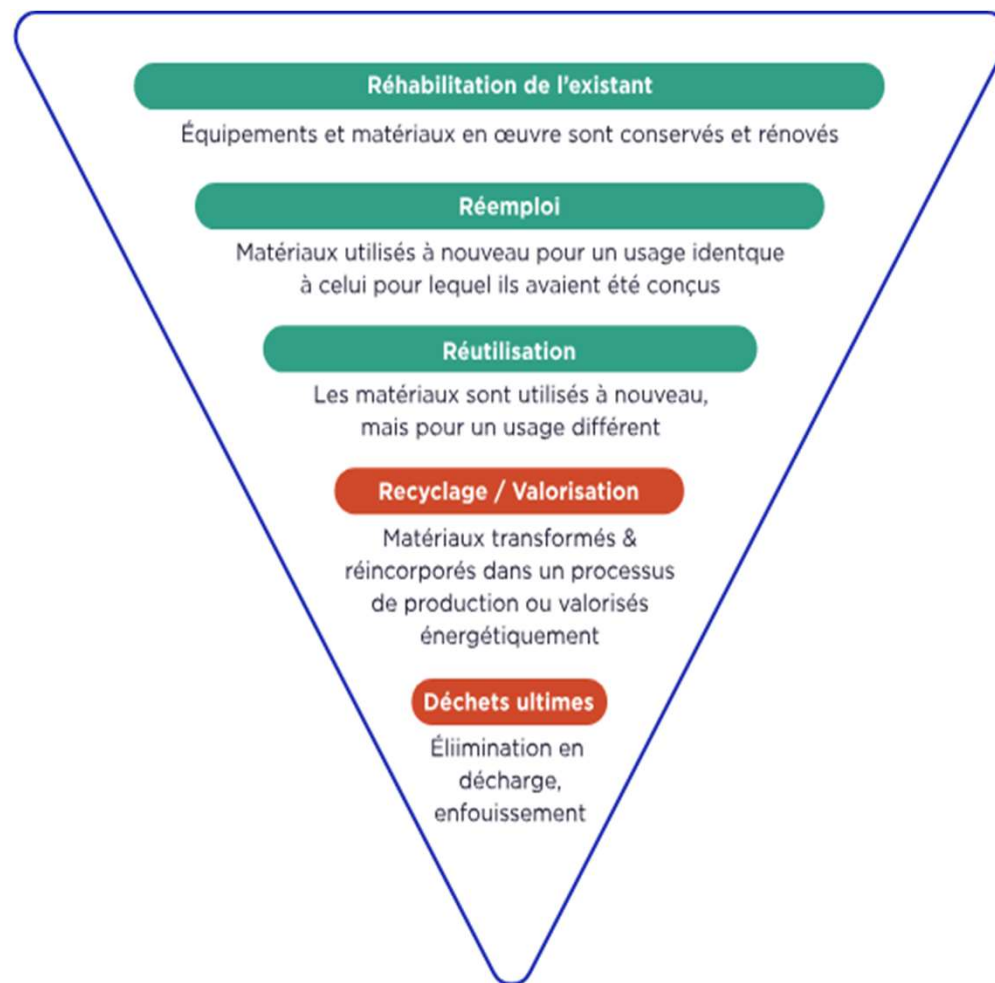 Réhabilitation de l'existant
Équipements et matériaux en œuvre sont conservés et rénovés
Réemploi
Matériaux utilisés à nouveau pour un usage identque
à celui pour lequel ils avaient été conçus
Réutilisation
Les matériaux sont utilisés à nouveau,
mais pour un usage différent
Recyclage / Valorisation
Matériaux transformés &
réincorporés dans un processus
de production ou valorisés
énergétiquement
Déchets ultimes
Éliimination en
décharge,
enfouissement